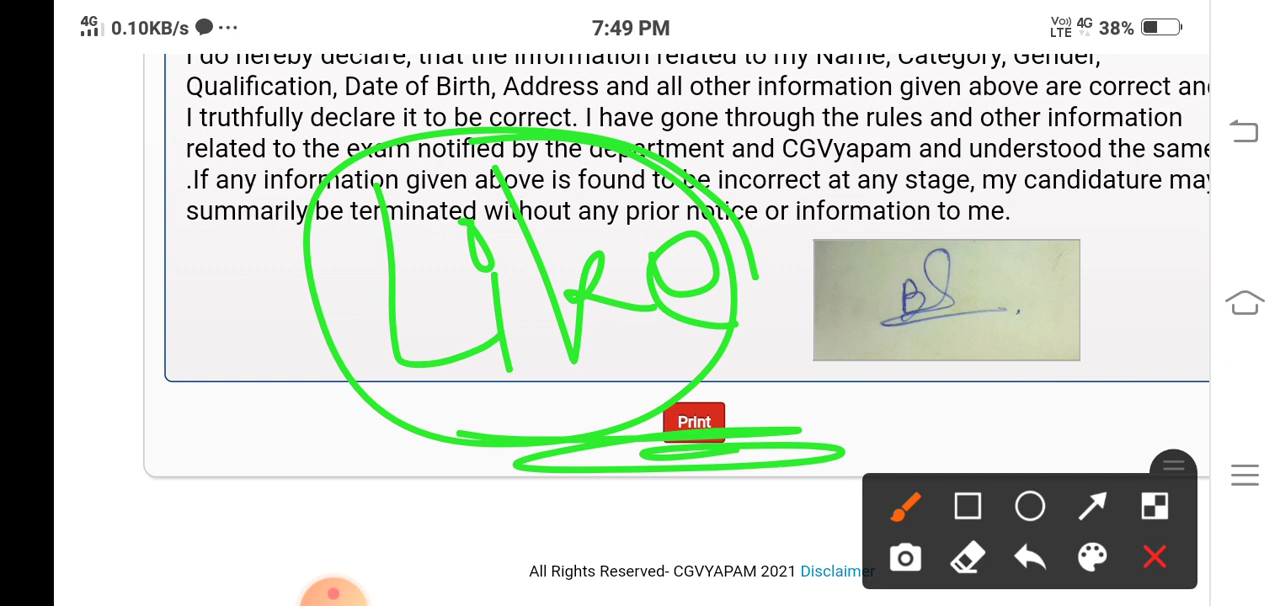 4G 0.10KB/s 7:49 PM Vo)) LTE 4G 38%
I do hereby declare, that the information related to my Name, Category, Gender,
Qualification, Date of Birth, Address and all other information given above are correct an
I truthfully declare it to be correct. I have gone through the rules and other information
related to the exam notified by the department and CGVyapam and understood the same
.If any information given above is found to be incorrect at any stage, my candidature may
summarily be terminated without any prior notice or information to me.
Like
BS
Print
All Rights Reserved- CGVYAPAM 2021 Disclaimer